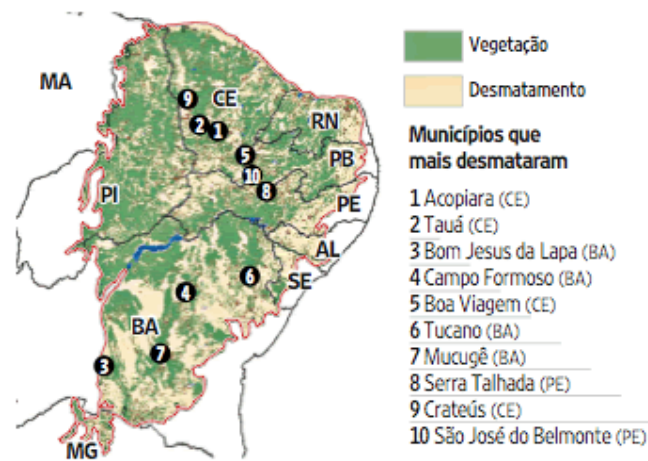 MA
CE
RN
PB
PI
PE
AL
SE
BA
MG
9
2
1
5
10
8
4
6
3
7
Vegetação
Desmatamento
Municípios que
mais desmataram
1 Acopiara (CE)
2 Tauá (CE)
3 Bom Jesus da Lapa (BA)
4 Campo Formoso (BA)
5 Boa Viagem (CE)
6 Tucano (BA)
7 Mucugê (BA)
8 Serra Talhada (PE)
9 Crateús (CE)
10 São José do Belmonte (PE)